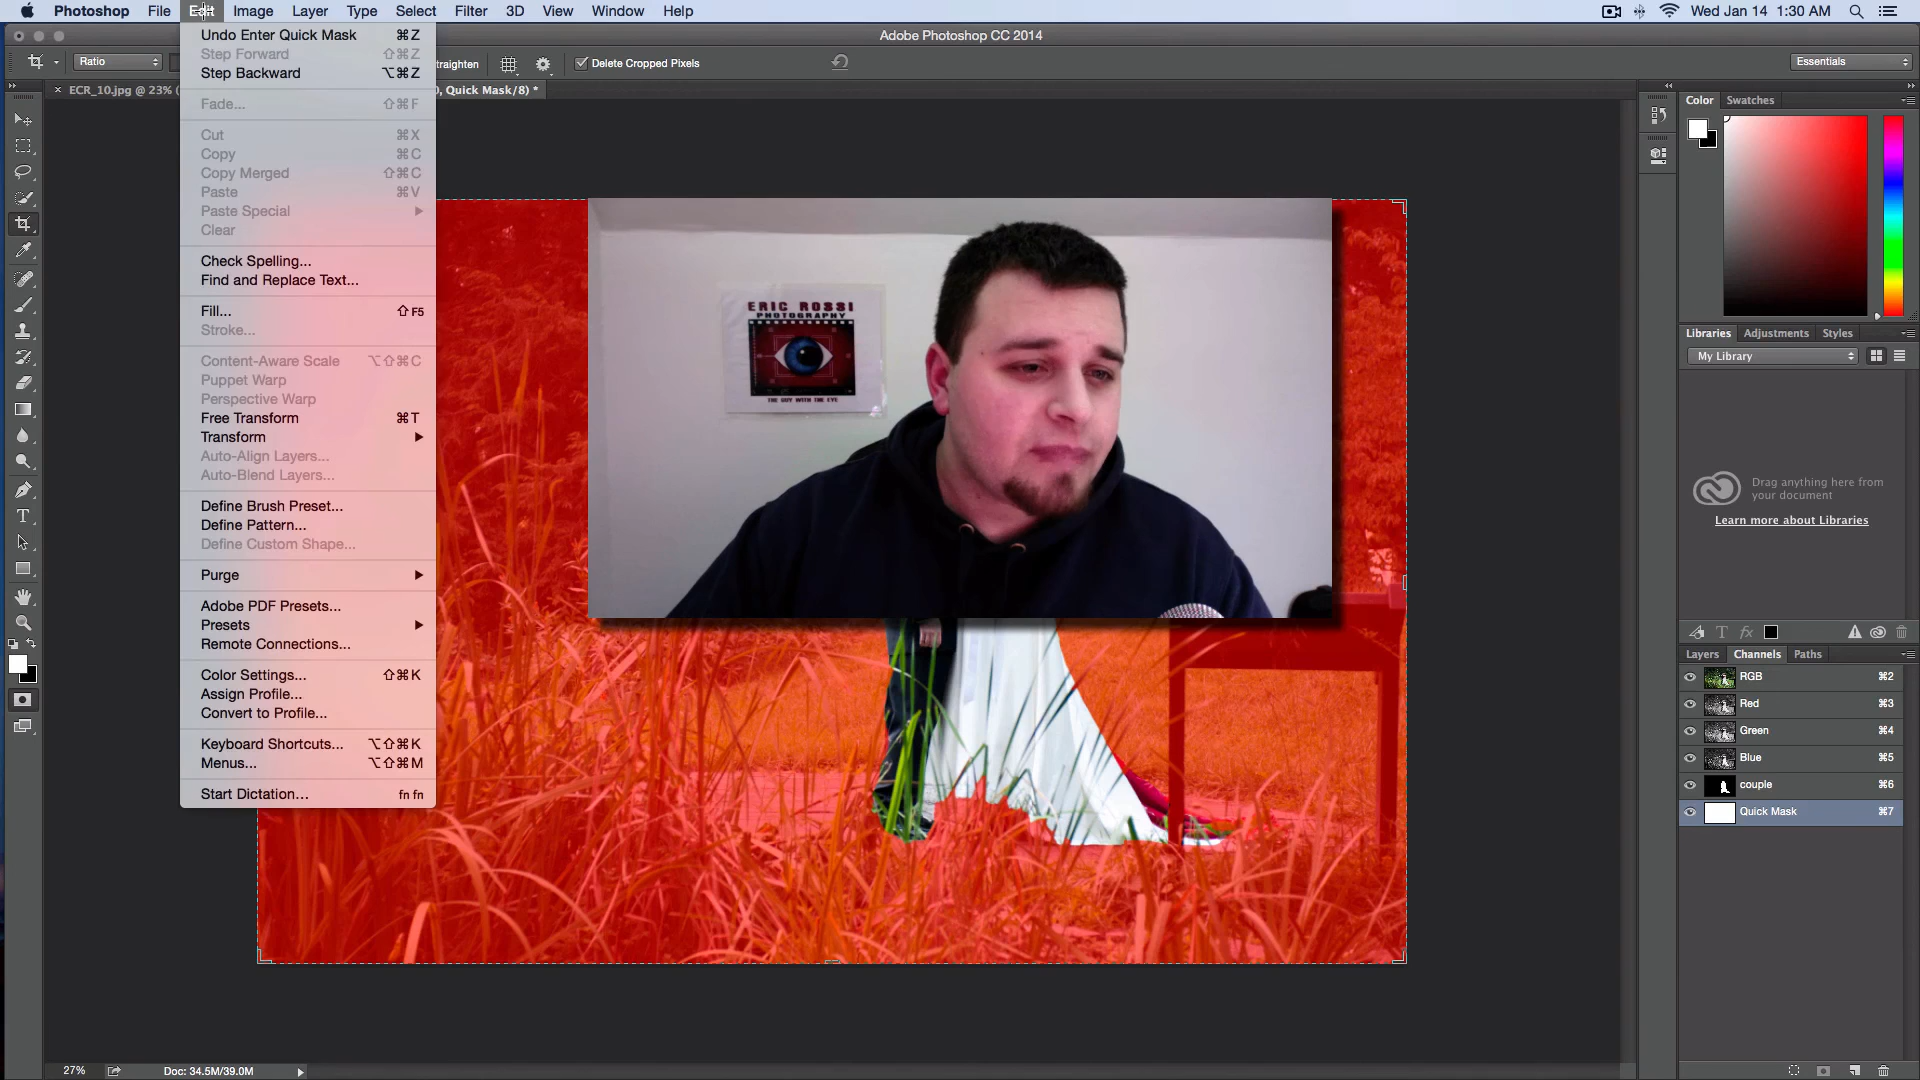 Photoshop File Edit Image Layer Type Select Filter 3D View Window Help Wed Jan 14 1:30 AM
Adobe Photoshop CC 2014
Ratio
traighten
Delete Cropped Pixels
Essentials
ECR_10.jpg @ 23% (
0, Quick Mask/8) *
Undo Enter Quick Mask ⌘Z
Step Forward ⇧⌘Z
Step Backward ⌥⌘Z
Fade... ⇧⌘F
Cut ⌘X
Copy ⌘C
Copy Merged ⇧⌘C
Paste ⌘V
Paste Special
Clear
Check Spelling...
Find and Replace Text...
Fill... ⇧F5
Stroke...
Content-Aware Scale ⌥⇧⌘C
Puppet Warp
Perspective Warp
Free Transform ⌘T
Transform
Auto-Align Layers...
Auto-Blend Layers...
Define Brush Preset...
Define Pattern...
Define Custom Shape...
Purge
Adobe PDF Presets...
Presets
Remote Connections...
Color Settings... ⇧⌘K
Assign Profile...
Convert to Profile...
Keyboard Shortcuts... ⌥⇧⌘K
Menus... ⌥⇧⌘M
Start Dictation... fn fn
ERIC ROSSI
PHOTOGRAPHY
THE GUY WITH THE EYE
Color Swatches
Libraries Adjustments Styles
My Library
Drag anything here from
your document
Learn more about Libraries
Layers Channels Paths
RGB ⌘2
Red ⌘3
Green ⌘4
Blue ⌘5
couple ⌘6
Quick Mask ⌘7
27%
Doc: 34.5M/39.0M